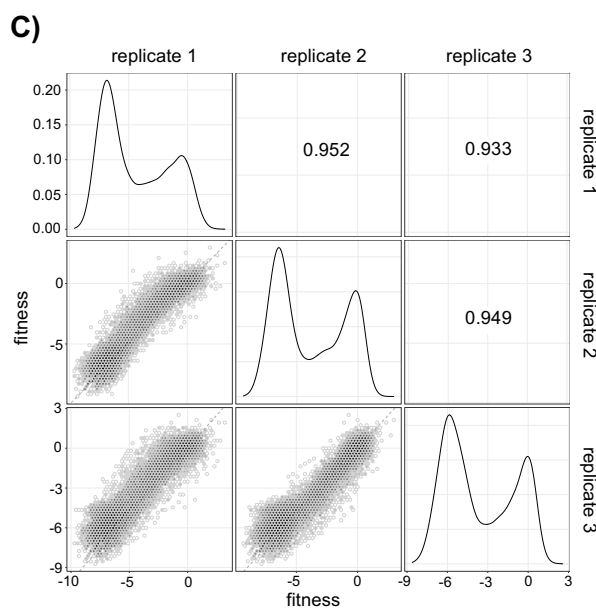 C)
replicate 1 replicate 2 replicate 3
0.20
0.15
0.10
0.05
0.00
0.952
0.933
replicate 1
fitness
0
-5
0.949
replicate 2
3
0
-3
-6
-9
replicate 3
-10 -5 0 -5 0 -9 -6 -3 0 3
fitness fitness